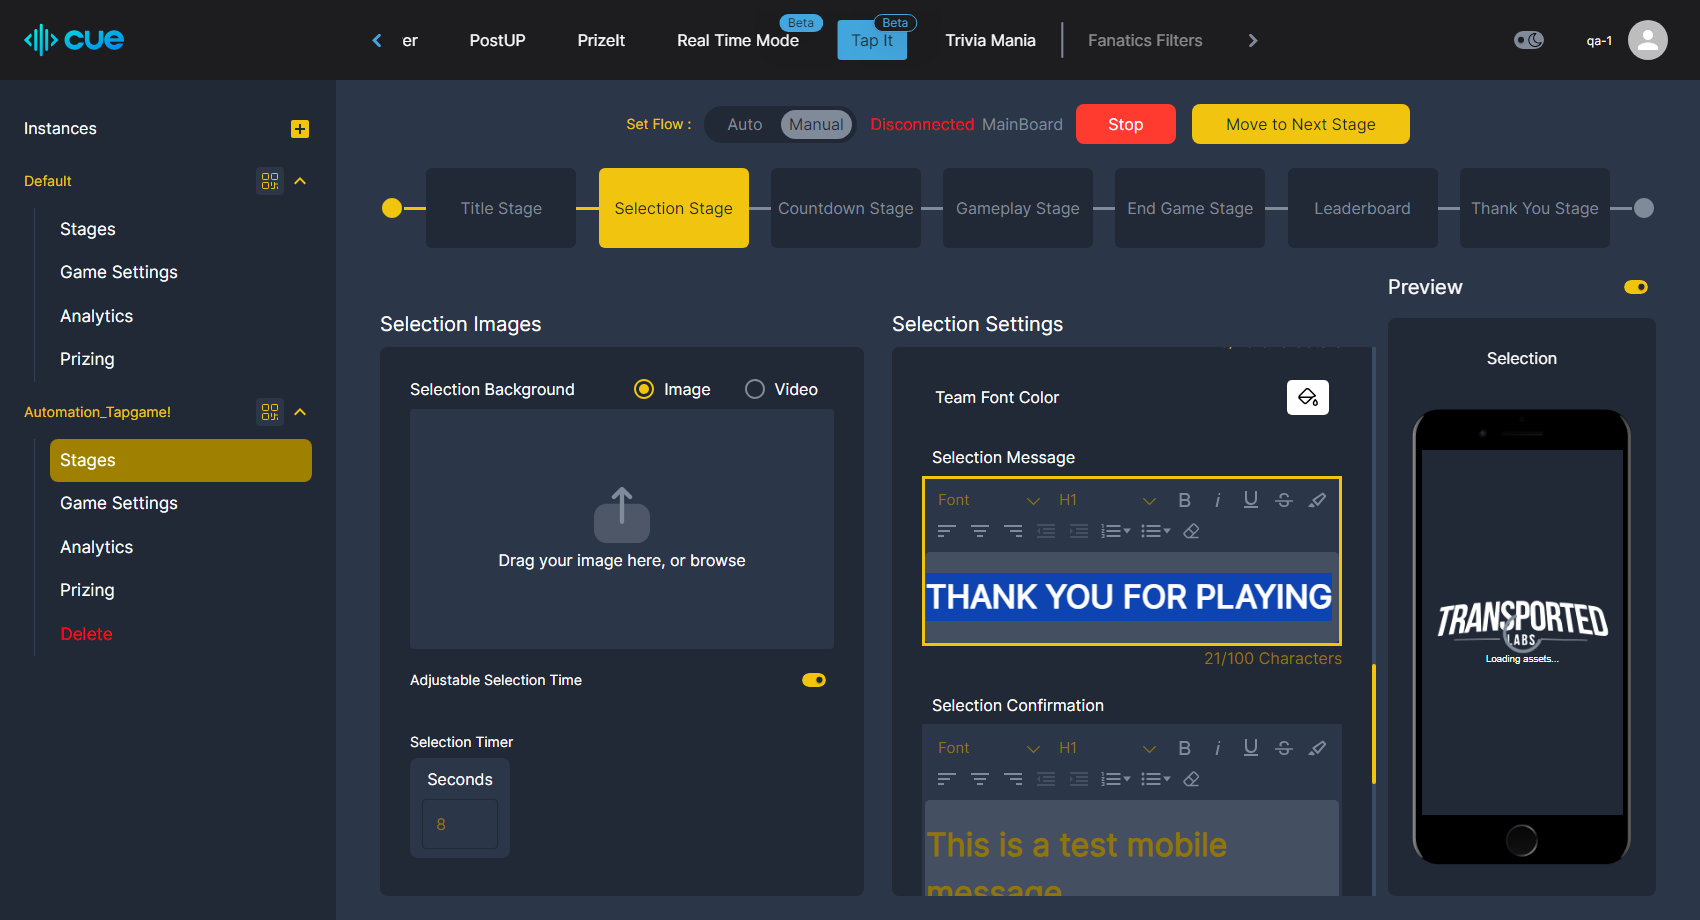 cue
er
PostUP
PrizeIt
Real Time Mode
Beta
Tap It
Beta
Trivia Mania
Fanatics Filters
qa-1
Instances
Default
Stages
Game Settings
Analytics
Prizing
Automation_Tapgame!
Stages
Game Settings
Analytics
Prizing
Delete
Set Flow :
Auto
Manual
Disconnected MainBoard
Stop
Move to Next Stage
Title Stage
Selection Stage
Countdown Stage
Gameplay Stage
End Game Stage
Leaderboard
Thank You Stage
Selection Images
Selection Background
Image
Video
Drag your image here, or browse
Adjustable Selection Time
Selection Timer
Seconds
8
Selection Settings
Team Font Color
Selection Message
Font
H1
B
i
U
S
THANK YOU FOR PLAYING
21/100 Characters
Selection Confirmation
Font
H1
B
i
U
S
This is a test mobile
message
Preview
Selection
TRANSPORTED
LABS
Loading assets...